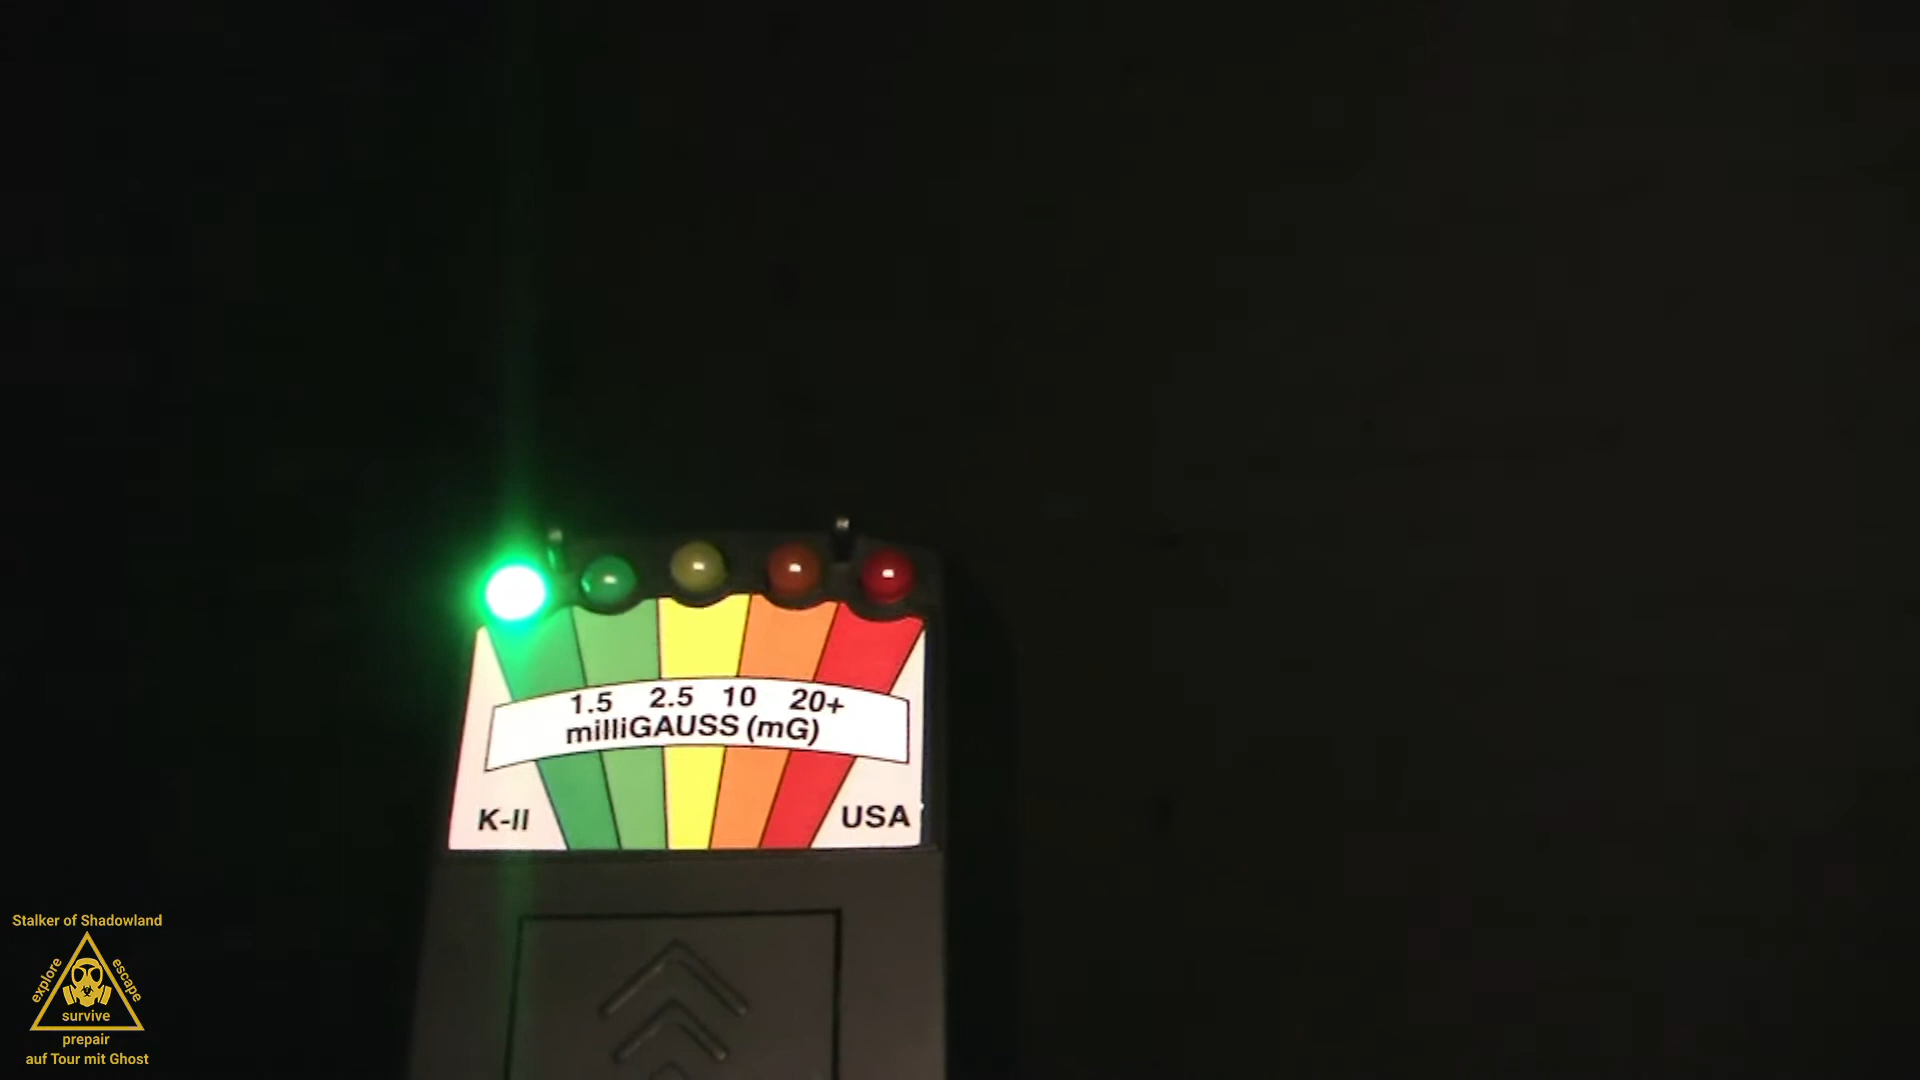 1.5 2.5 10 20+
milliGAUSS (mG)
K-II USA
Stalker of Shadowland
explore
escape
survive
prepair
auf Tour mit Ghost